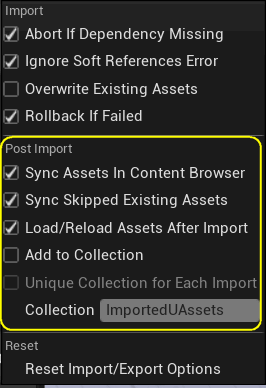 Import
Abort If Dependency Missing
Ignore Soft References Error
Overwrite Existing Assets
Rollback If Failed
Post Import
Sync Assets In Content Browser
Sync Skipped Existing Assets
Load/Reload Assets After Import
Add to Collection
Unique Collection for Each Import
Collection ImportedUAssets
Reset
Reset Import/Export Options